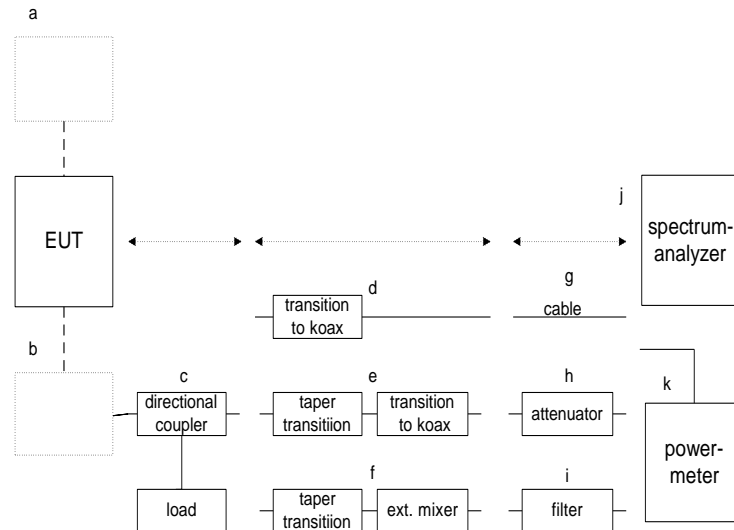 a
EUT
j
spectrum-
analyzer
d
transition
to koax
g
cable
b
c
directional
coupler
load
e
taper
transitiion
transition
to koax
h
attenuator
k
power-
meter
f
taper
transitiion
ext. mixer
i
filter